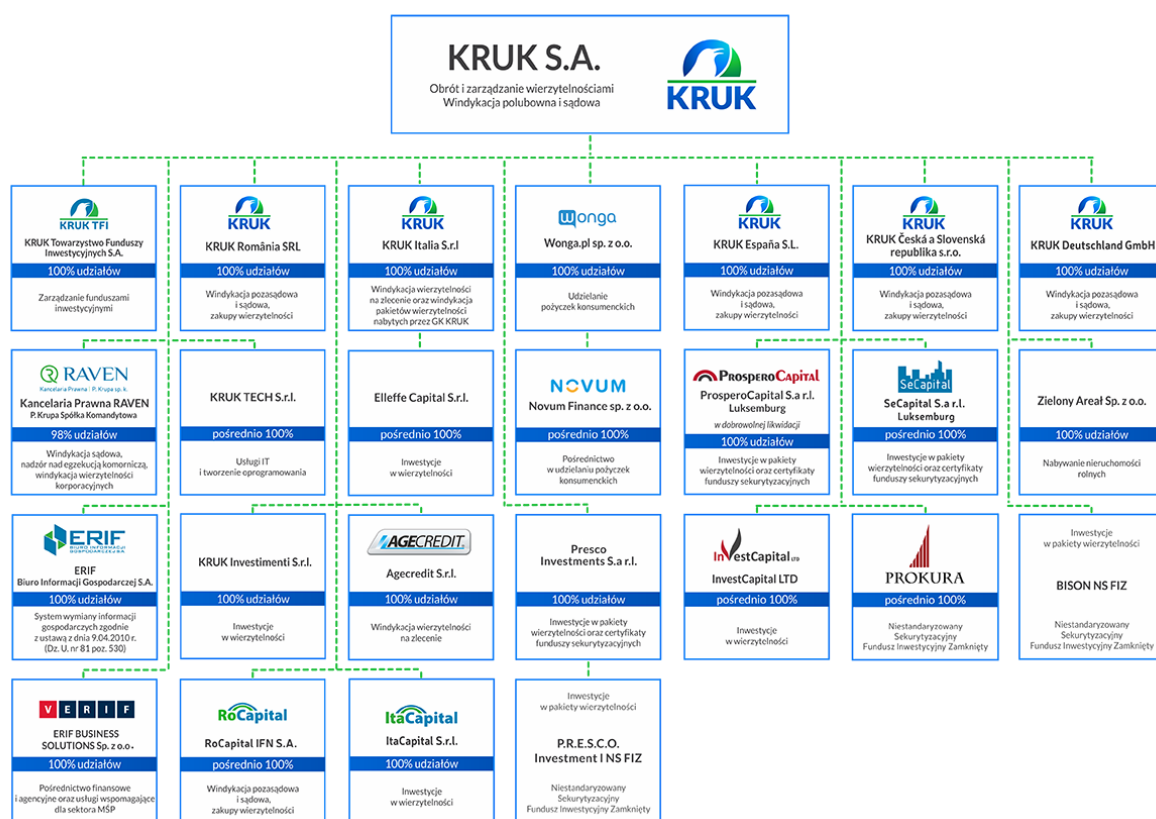 KRUK S.A.
Obrót i zarządzanie wierzytelnościami
Windykacja polubowna i sądowa
KRUK
KRUK TFI
KRUK Towarzystwo Funduszy
Inwestycyjnych S.A.
100% udziałów
Zarządzanie funduszami
inwestycyjnymi
KRUK
KRUK România SRL
100% udziałów
Windykacja pozasądowa
i sądowa,
zakupy wierzytelności
KRUK
KRUK Italia S.r.l
100% udziałów
Windykacja wierzytelności
na zlecenie oraz windykacja
pakietów wierzytelności
nabytych przez GK KRUK
wonga
Wonga.pl sp. z o.o.
100% udziałów
Udzielanie
pożyczek konsumenckich
KRUK
KRUK España S.L.
100% udziałów
Windykacja pozasądowa
i sądowa,
zakupy wierzytelności
KRUK
KRUK Česká a Slovenská
republika s.r.o.
100% udziałów
Windykacja pozasądowa
i sądowa,
zakupy wierzytelności
KRUK
KRUK Deutschland GmbH
100% udziałów
Windykacja pozasądowa
i sądowa,
zakupy wierzytelności
RAVEN
Kancelaria Prawna | P. Krupa sp. k.
Kancelaria Prawna RAVEN
P. Krupa Spółka Komandytowa
98% udziałów
Windykacja sądowa,
nadzór nad egzekucją komorniczą,
windykacja wierzytelności
korporacyjnych
KRUK TECH S.r.l.
pośrednio 100%
Usługi IT
i tworzenie oprogramowania
Elleffe Capital S.r.l.
pośrednio 100%
Inwestycje
w wierzytelności
NOVUM
Novum Finance sp. z o.o.
pośrednio 100%
Pośrednictwo
w udzielaniu pożyczek
konsumenckich
PROSPEROCAPITAL
ProsperoCapital S.a r.l.
Luksemburg
w dobrowolnej likwidacji
100% udziałów
Inwestycje w pakiety
wierzytelności oraz certyfikaty
funduszy sekurytyzacyjnych
SeCapital
SeCapital S.a r.l.
Luksemburg
pośrednio 100%
Inwestycje w pakiety
wierzytelności oraz certyfikaty
funduszy sekurytyzacyjnych
Zielony Areał Sp. z o.o.
100% udziałów
Nabywanie nieruchomości
rolnych
ERIF
BIURO INFORMACJI
GOSPODARCZEJ S.A.
ERIF
Biuro Informacji Gospodarczej S.A.
100% udziałów
System wymiany informacji
gospodarczych zgodnie
z ustawą z dnia 9.04.2010 r.
(Dz. U. nr 81 poz. 530)
KRUK Investimenti S.r.l.
100% udziałów
Inwestycje
w wierzytelności
AGECREDIT
Agecredit S.r.l.
100% udziałów
Windykacja wierzytelności
na zlecenie
Presco
Investments S.a r.l.
100% udziałów
Inwestycje w pakiety
wierzytelności oraz certyfikaty
funduszy sekurytyzacyjnych
InVestCapital LTD
InvestCapital LTD
pośrednio 100%
Inwestycje
w wierzytelności
PROKURA
pośrednio 100%
Niestandaryzowany
Sekurytyzacyjny
Fundusz Inwestycyjny Zamknięty
Inwestycje
w pakiety wierzytelności
BISON NS FIZ
Niestandaryzowany
Sekurytyzacyjny
Fundusz Inwestycyjny Zamknięty
VERIF
ERIF BUSINESS
SOLUTIONS Sp. z o.o.
100% udziałów
Pośrednictwo finansowe
i agencyjne oraz usługi wspomagające
dla sektora MŚP
RoCapital
RoCapital IFN S.A.
pośrednio 100%
Windykacja pozasądowa
i sądowa,
zakupy wierzytelności
ItaCapital
ItaCapital S.r.l.
100% udziałów
Inwestycje
w wierzytelności
Inwestycje
w pakiety wierzytelności
P.R.E.S.C.O.
Investment I NS FIZ
Niestandaryzowany
Sekurytyzacyjny
Fundusz Inwestycyjny Zamknięty